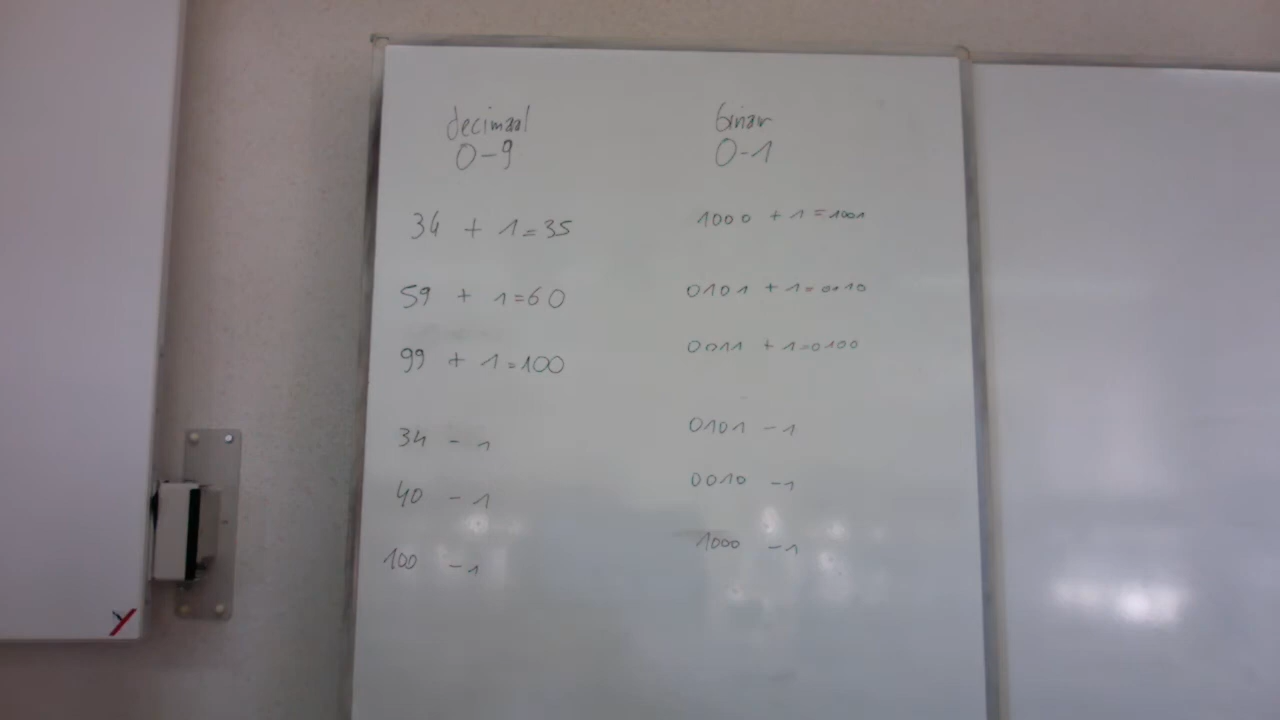 decimaal
0-9
34 + 1=35
59 + 1=60
99 + 1=100
34 - 1
40 - 1
100 - 1
binar
0-1
1000 + 1=1001
0101 + 1=0110
0011 + 1=0100
0101 - 1
0010 - 1
1000 - 1